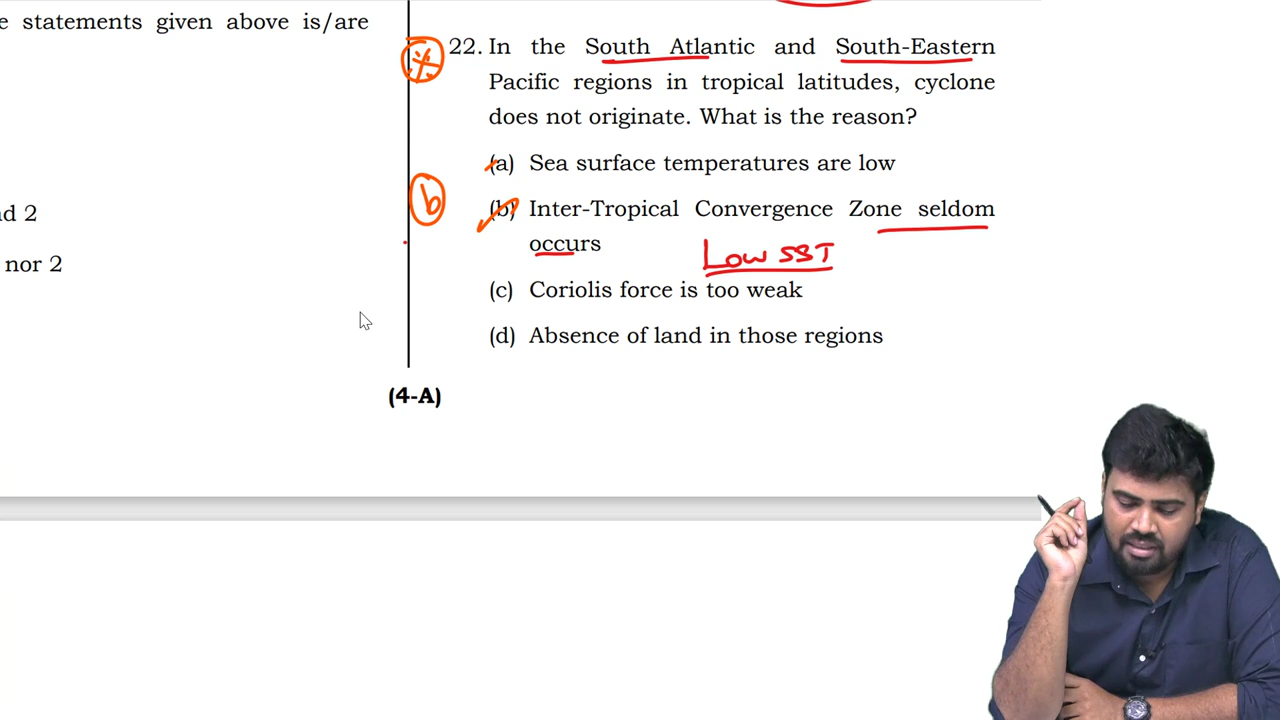 e statements given above is/are
d 2
nor 2
22. In the South Atlantic and South-Eastern
Pacific regions in tropical latitudes, cyclone
does not originate. What is the reason?
(a) Sea surface temperatures are low
b
(b) Inter-Tropical Convergence Zone seldom
occurs
Low SST
(c) Coriolis force is too weak
(d) Absence of land in those regions
(4-A)